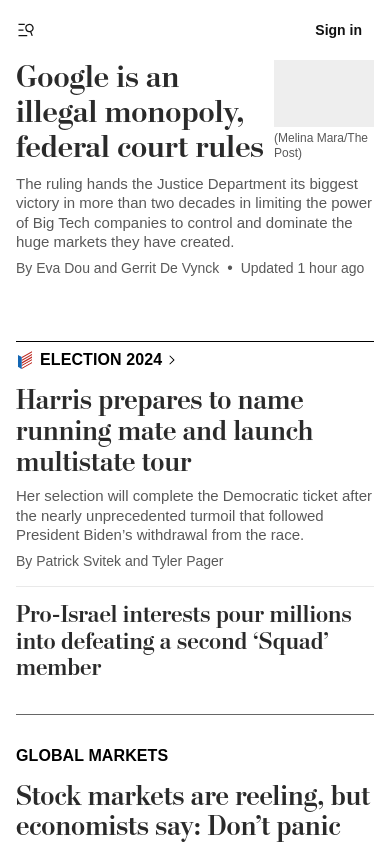 Sign in
Google is an
illegal monopoly,
federal court rules
(Melina Mara/The
Post)
The ruling hands the Justice Department its biggest
victory in more than two decades in limiting the power
of Big Tech companies to control and dominate the
huge markets they have created.
By Eva Dou and Gerrit De Vynck • Updated 1 hour ago
ELECTION 2024
Harris prepares to name
running mate and launch
multistate tour
Her selection will complete the Democratic ticket after
the nearly unprecedented turmoil that followed
President Biden’s withdrawal from the race.
By Patrick Svitek and Tyler Pager
Pro-Israel interests pour millions
into defeating a second ‘Squad’
member
GLOBAL MARKETS
Stock markets are reeling, but
economists say: Don’t panic